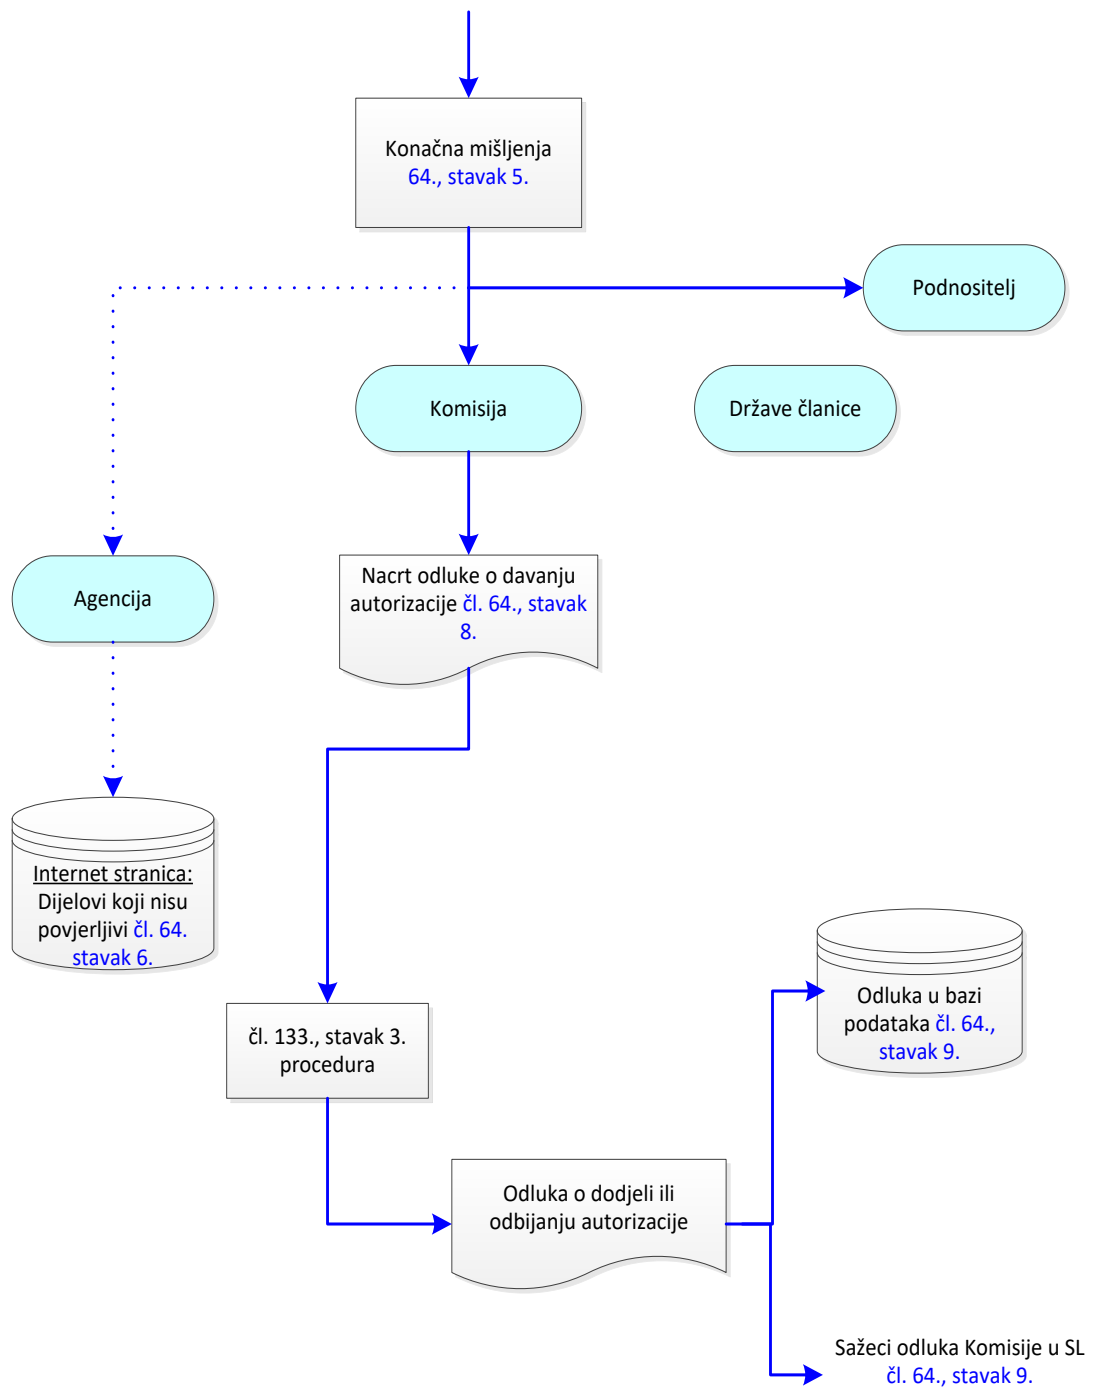 Konačna mišljenja
64., stavak 5.
Podnositelj
Komisija
Države članice
Nacrt odluke o davanju
autorizacije čl. 64., stavak
8.
Agencija
Internet stranica:
Dijelovi koji nisu
povjerljivi čl. 64.
stavak 6.
Odluka u bazi
podataka čl. 64.,
stavak 9.
čl. 133., stavak 3.
procedura
Odluka o dodjeli ili
odbijanju autorizacije
Sažeci odluka Komisije u SL
čl. 64., stavak 9.